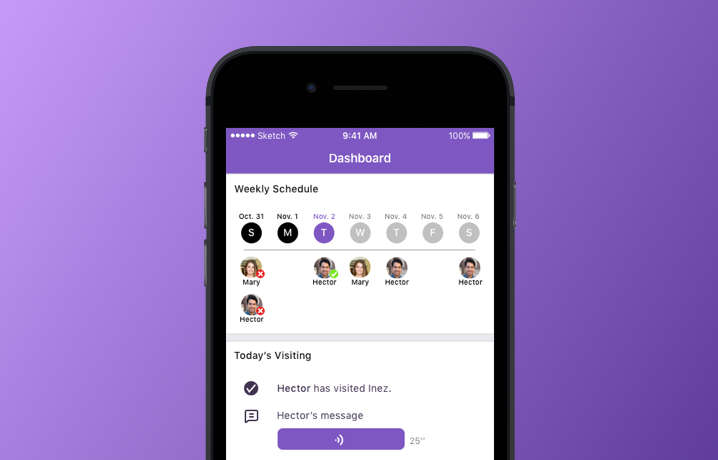 Sketch 9:41 AM 100%
Dashboard
Weekly Schedule
Oct. 31 Nov. 1 Nov. 2 Nov. 3 Nov. 4 Nov. 5 Nov. 6
S M T W T F S
Mary Hector Mary Hector Hector
Hector
Today's Visiting
Hector has visited Inez.
Hector's message
25''